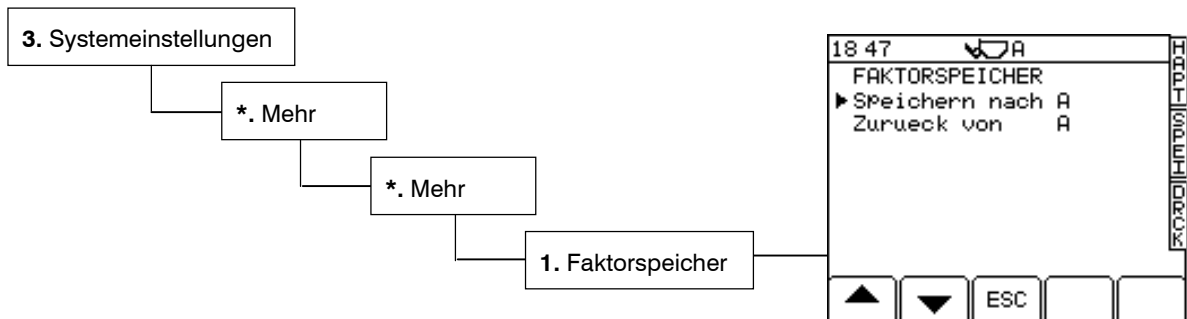 3. Systemeinstellungen
*. Mehr
*. Mehr
1. Faktorspeicher
18 47 A
FAKTORSPEICHER
Speichern nach A
Zurueck von A
HAPT
SPEI
DRCK
ESC